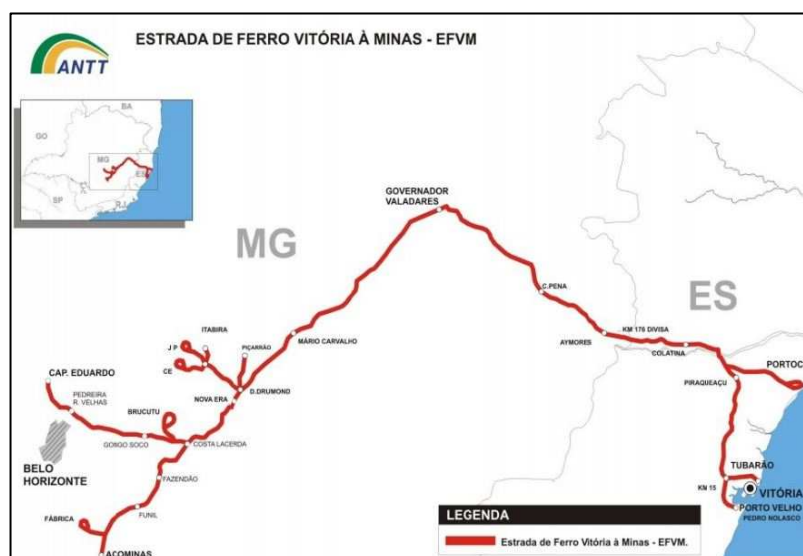 ANTT
ESTRADA DE FERRO VITÓRIA À MINAS - EFVM
BA
GO
MG
ES
SP
RJ
GOVERNADOR
VALADARES
MG
ES
C.PENA
KM 178 DIVISA
AYMORES
COLATINA
MÁRIO CARVALHO
ITABIRA
J P
PIÇARRÃO
CE
PORTOC
PIRAQUEAÇU
CAP. EDUARDO
D.DRUMOND
PEDREIRA
R. VELHAS
NOVA ERA
BRUCUTU
GONGO SOCO
COSTA LACERDA
BELO
HORIZONTE
FAZENDÃO
TUBARÃO
KN 15
VITÓRIA
PORTO VELHO
PEDRO NOLASCO
FUNIL
FÁBRICA
AÇOMINAS
LEGENDA
Estrada de Ferro Vitória à Minas - EFVM.